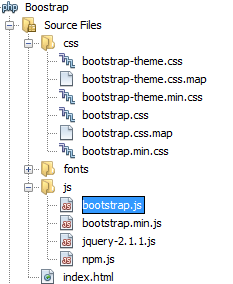 php Boostrap
Source Files
css
bootstrap-theme.css
bootstrap-theme.css.map
bootstrap-theme.min.css
bootstrap.css
bootstrap.css.map
bootstrap.min.css
fonts
js
bootstrap.js
bootstrap.min.js
jquery-2.1.1.js
npm.js
index.html